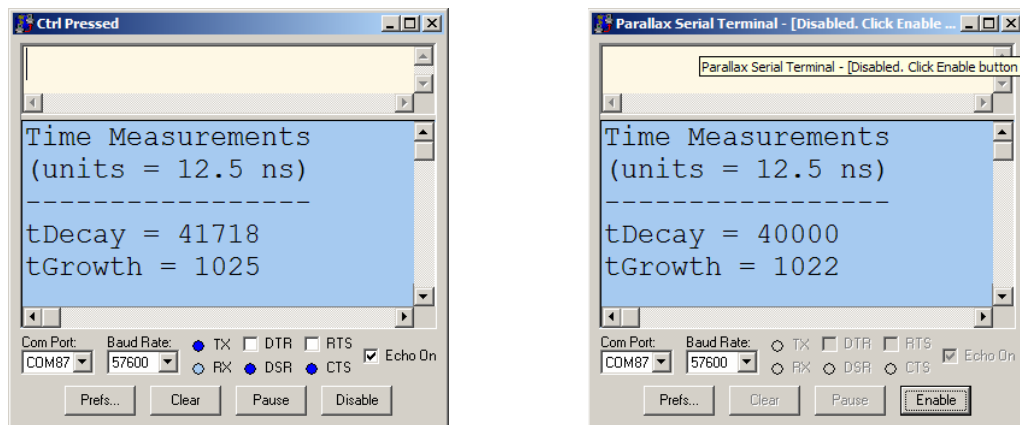 Ctrl Pressed
Time Measurements
(units = 12.5 ns)
-----------------
tDecay = 41718
tGrowth = 1025
Com Port:
Baud Rate:
TX
DTR
RTS
COM87
57600
RX
DSR
CTS
Echo On
Prefs...
Clear
Pause
Disable
Parallax Serial Terminal - [Disabled. Click Enable ...
Parallax Serial Terminal - [Disabled. Click Enable button
Time Measurements
(units = 12.5 ns)
-----------------
tDecay = 40000
tGrowth = 1022
Com Port:
Baud Rate:
TX
DTR
RTS
COM87
57600
RX
DSR
CTS
Echo On
Prefs...
Clear
Pause
Enable